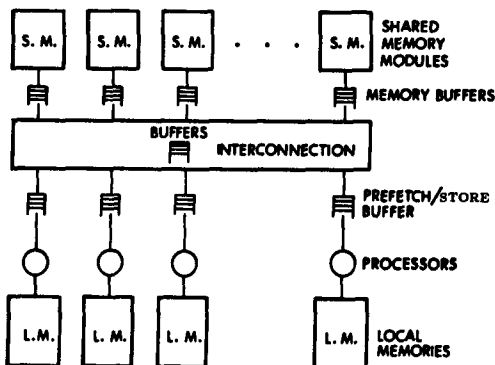 S. M. S. M. S. M. . . . S. M.
SHARED
MEMORY
MODULES
MEMORY BUFFERS
BUFFERS
INTERCONNECTION
PREFETCH/STORE
BUFFER
PROCESSORS
L. M. L. M. L. M. L. M.
LOCAL
MEMORIES